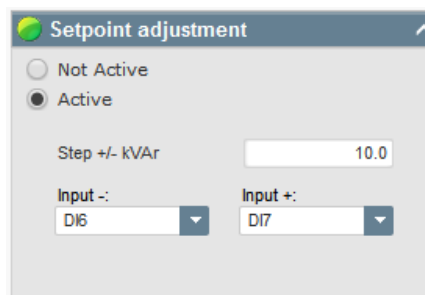 Setpoint adjustment
Not Active
Active
Step +/- kVAr 10.0
Input -: Input +:
DI6 DI7